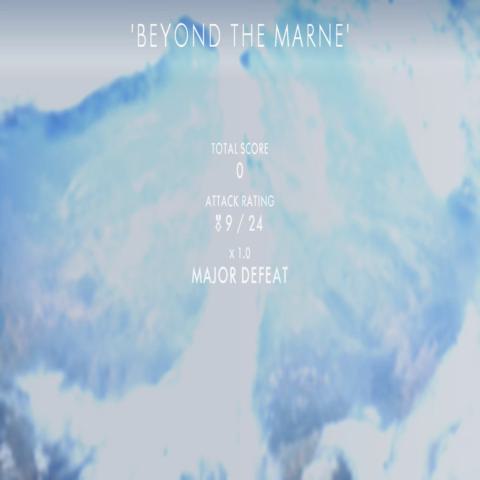 'BEYOND THE MARNE'
TOTAL SCORE
0
ATTACK RATING
9 / 24
x 1.0
MAJOR DEFEAT